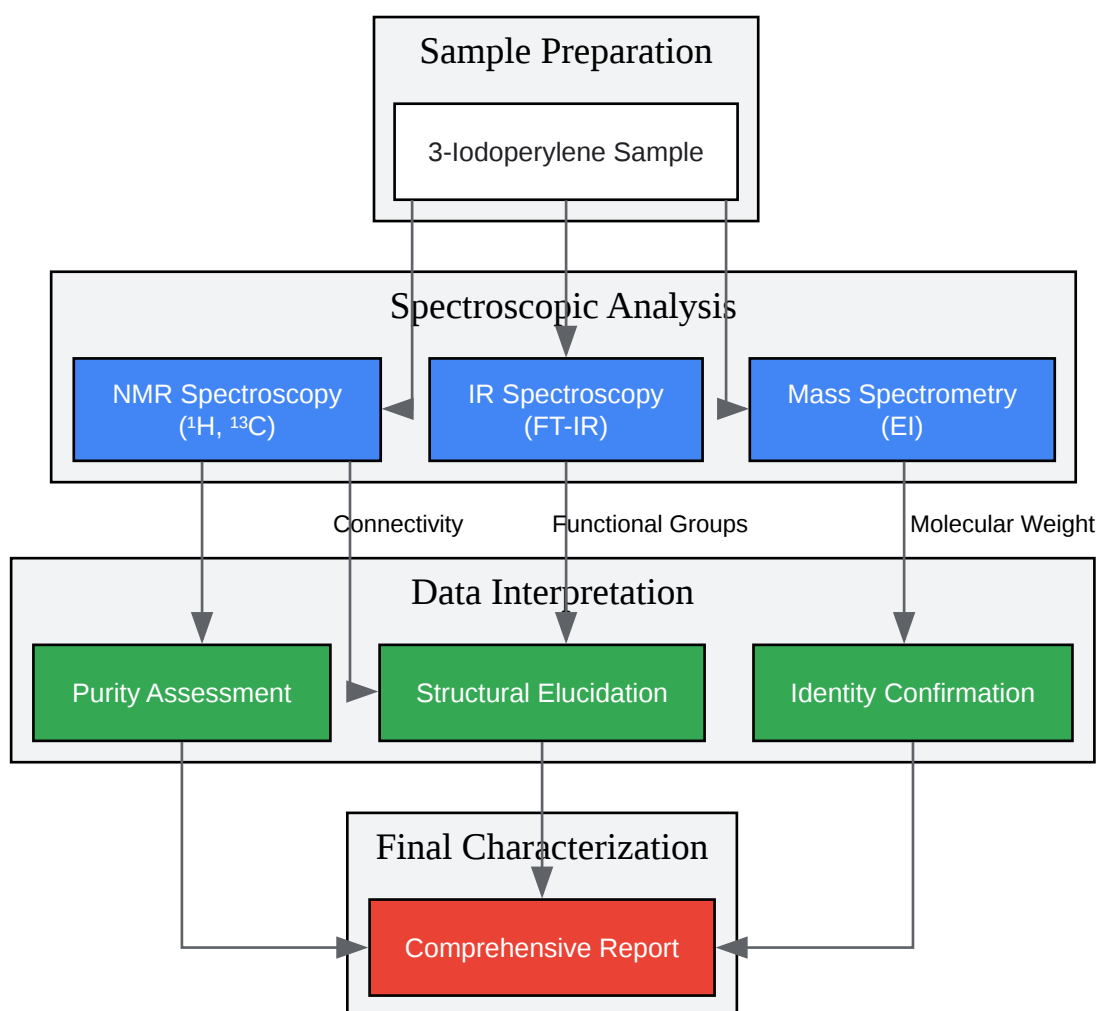 Sample Preparation
3-Iodoperylene Sample
Spectroscopic Analysis
NMR Spectroscopy
(¹H, ¹³C)
IR Spectroscopy
(FT-IR)
Mass Spectrometry
(EI)
Connectivity
Functional Groups
Molecular Weight
Data Interpretation
Purity Assessment
Structural Elucidation
Identity Confirmation
Final Characterization
Comprehensive Report